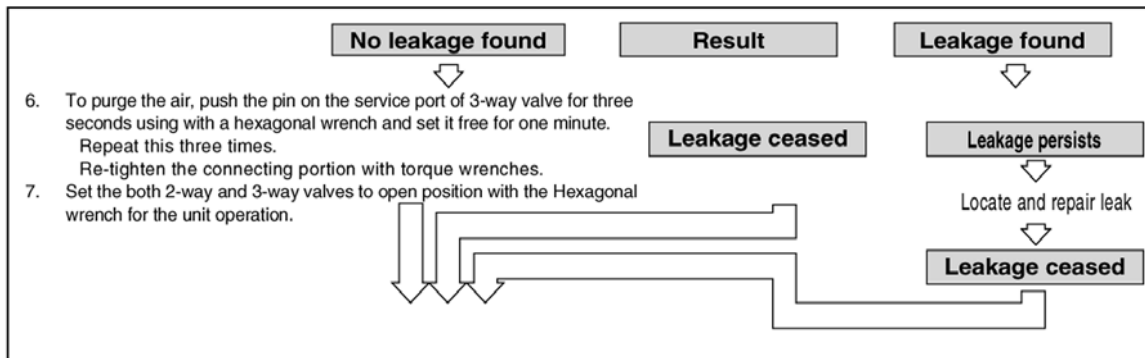 No leakage found
Result
Leakage found
6. To purge the air, push the pin on the service port of 3-way valve for three
seconds using with a hexagonal wrench and set it free for one minute.
Repeat this three times.
Re-tighten the connecting portion with torque wrenches.
7. Set the both 2-way and 3-way valves to open position with the Hexagonal
wrench for the unit operation.
Leakage ceased
Leakage persists
Locate and repair leak
Leakage ceased